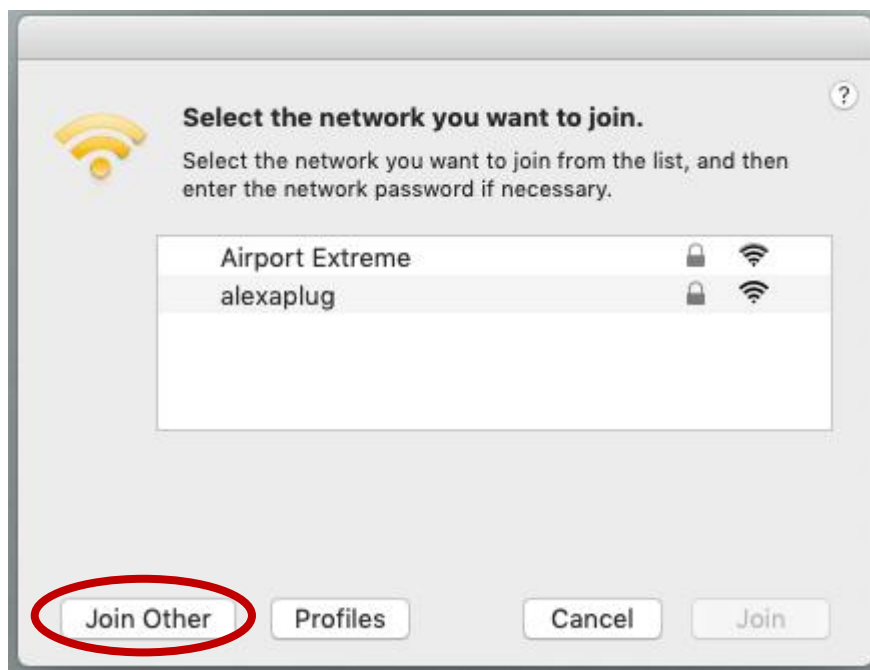 ?
Select the network you want to join.
Select the network you want to join from the list, and then
enter the network password if necessary.
Airport Extreme
alexaplug
Join Other Profiles Cancel Join